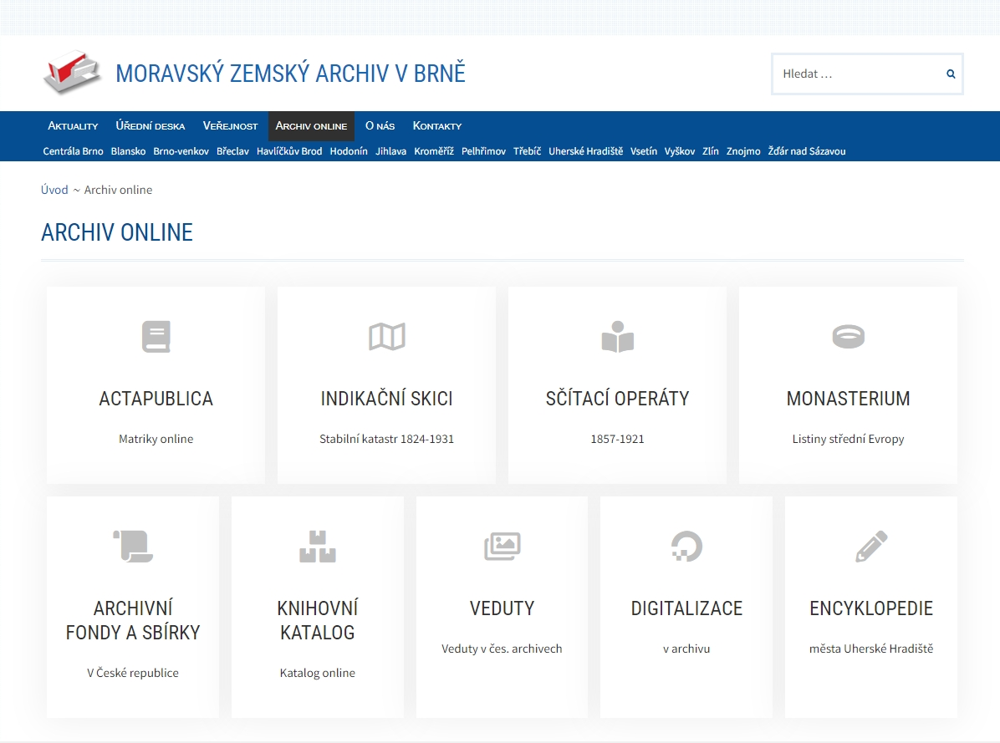 MORAVSKÝ ZEMSKÝ ARCHIV V BRNĚ
Hledat …
Aktuality Úřední deska Veřejnost Archiv online O nás Kontakty
Centrála Brno Blansko Brno-venkov Břeclav Havlíčkův Brod Hodonín Jihlava Kroměříž Pelhřimov Třebíč Uherské Hradiště Vsetín Vyškov Zlín Znojmo Žďár nad Sázavou
Úvod ~ Archiv online
ARCHIV ONLINE
ACTAPUBLICA
Matriky online
INDIKAČNÍ SKICI
Stabilní katastr 1824-1931
SČÍTACÍ OPERÁTY
1857-1921
MONASTERIUM
Listiny střední Evropy
ARCHIVNÍ
FONDY A SBÍRKY
V České republice
KNIHOVNÍ
KATALOG
Katalog online
VEDUTY
Veduty v čes. archivech
DIGITALIZACE
v archivu
ENCYKLOPEDIE
města Uherské Hradiště